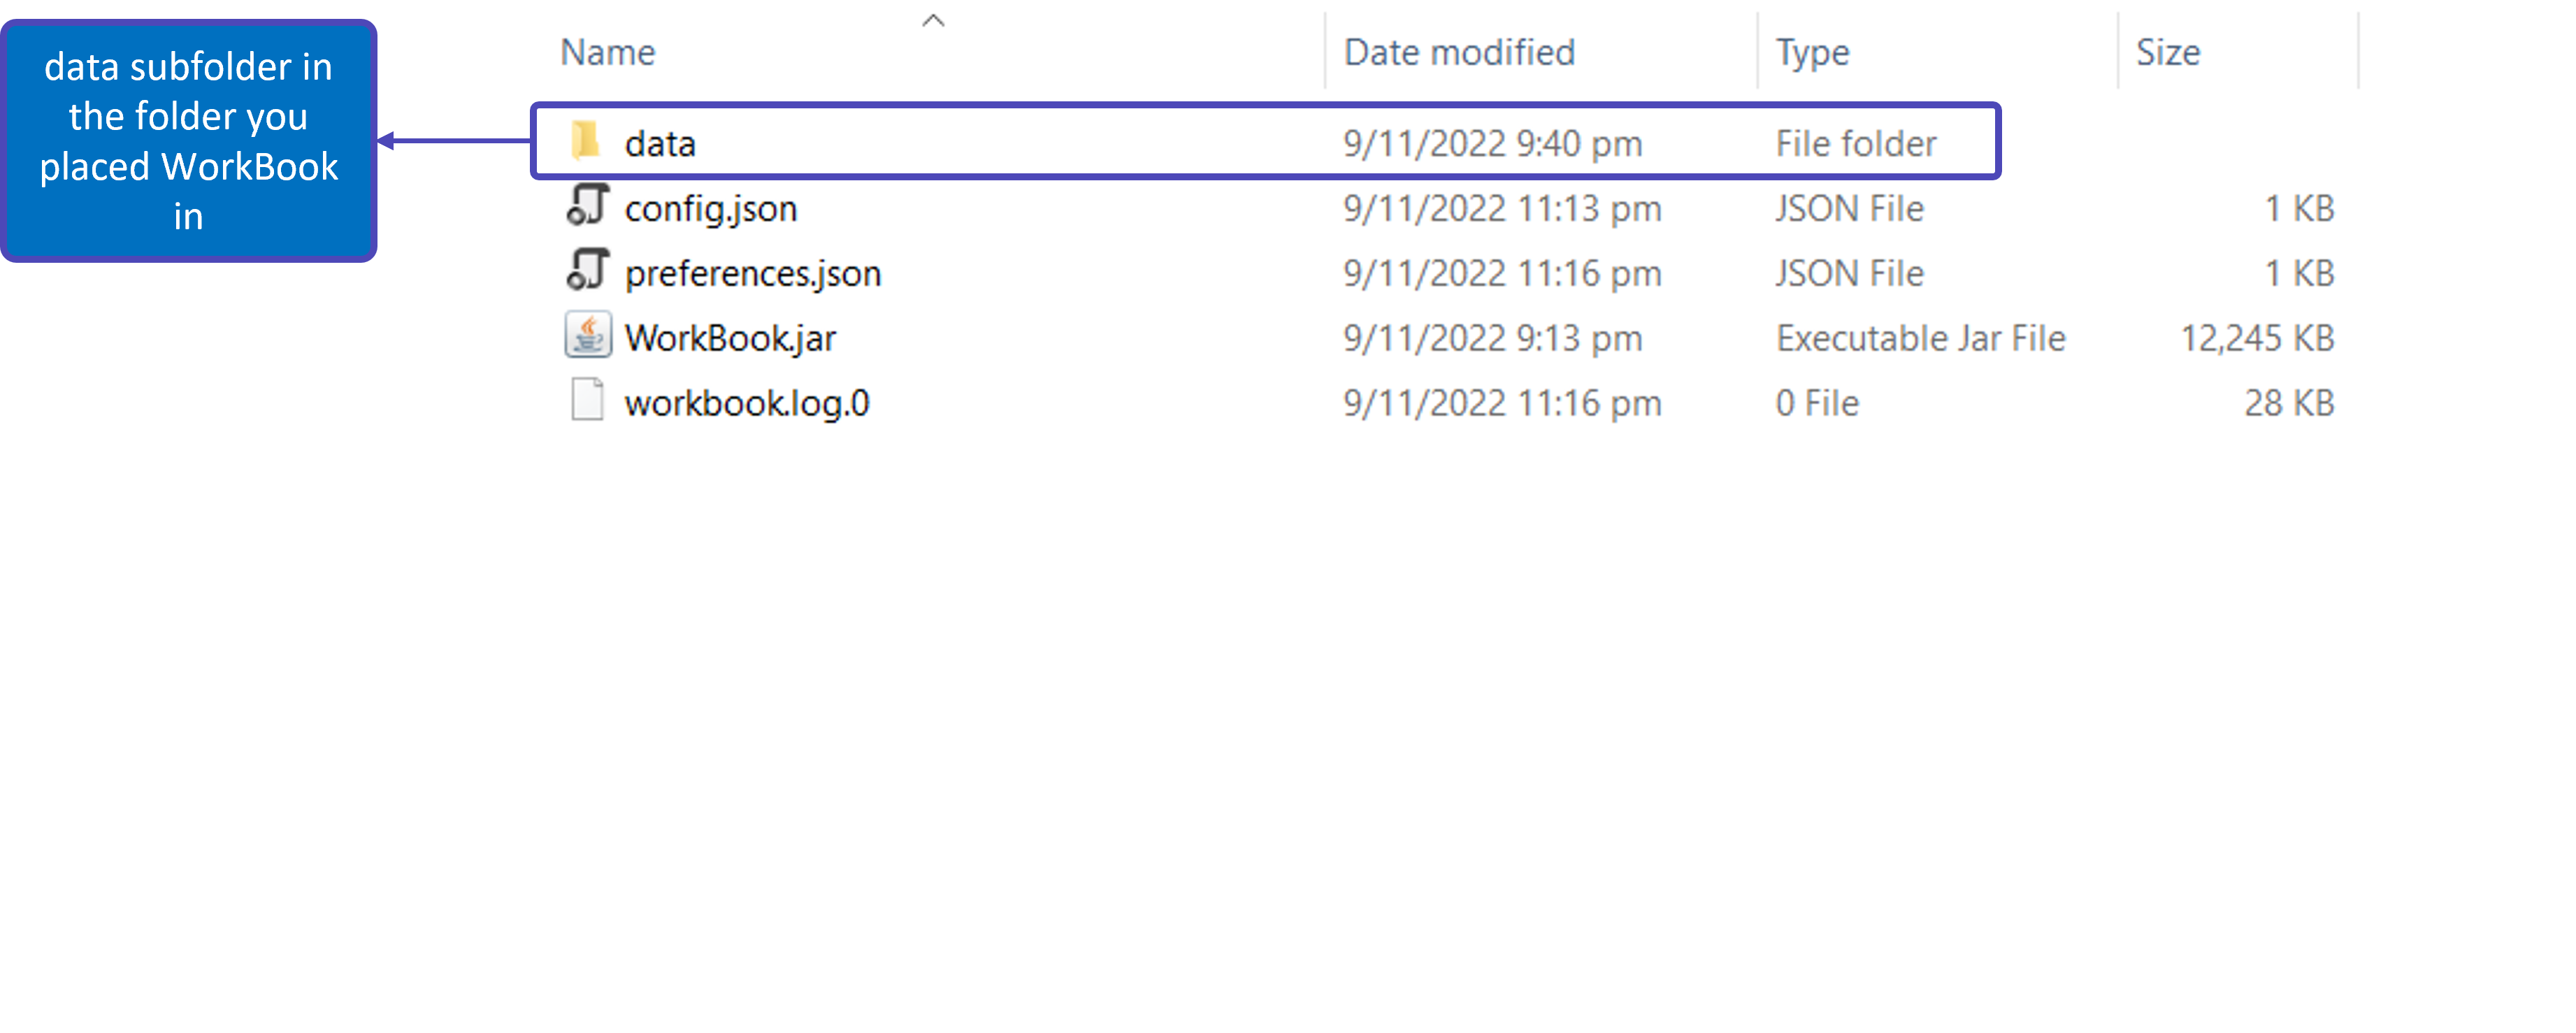 data subfolder in
the folder you
placed WorkBook
in
Name Date modified Type Size
data 9/11/2022 9:40 pm File folder
config.json 9/11/2022 11:13 pm JSON File 1 KB
preferences.json 9/11/2022 11:16 pm JSON File 1 KB
WorkBook.jar 9/11/2022 9:13 pm Executable Jar File 12,245 KB
workbook.log.0 9/11/2022 11:16 pm 0 File 28 KB